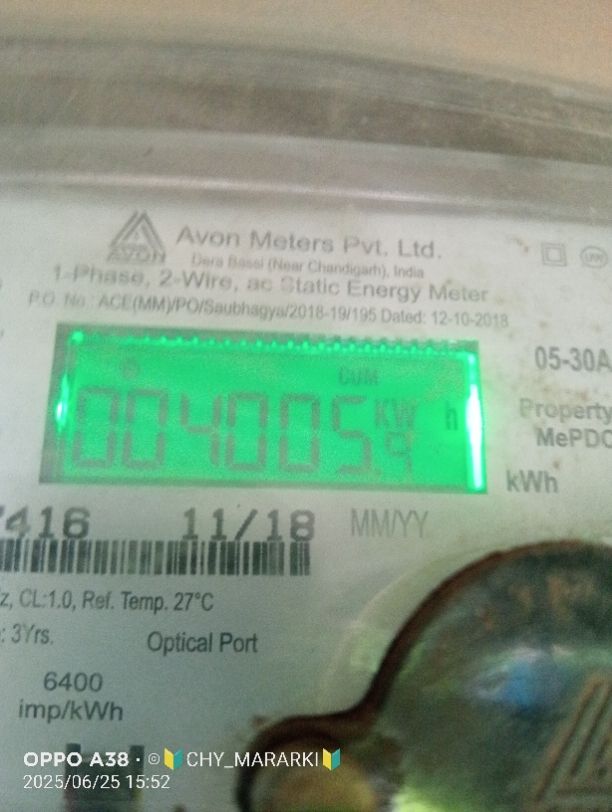 AVON
Avon Meters Pvt. Ltd.
Dera Bassi (Near Chandigarh), India
1-Phase, 2-Wire, ac Static Energy Meter
P.O. No.: ACE(MM)/PO/Saubhagya/2018-19/195 Dated: 12-10-2018
05-30A
CUM
004005.9 KW h
Property
MePDC
kWh
7416 11/18 MM/YY
z, CL:1.0, Ref. Temp. 27°C
: 3Yrs. Optical Port
6400
imp/kWh
OPPO A38 · ©🔰CHY_MARARKI🔰
2025/06/25 15:52